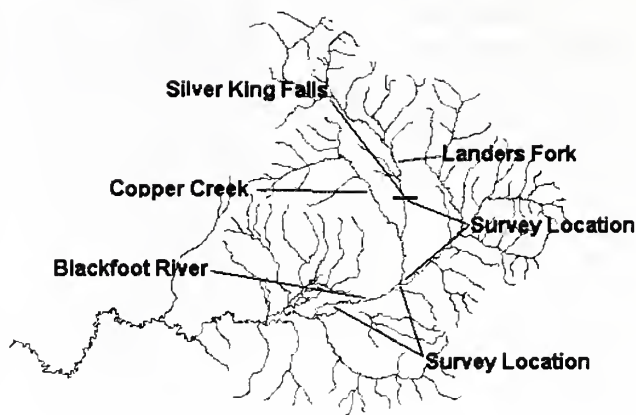 Silver King Falls
Landers Fork
Copper Creek
Survey Location
Blackfoot River
Survey Location